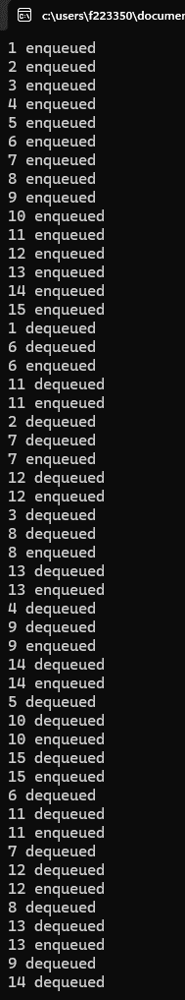 c:\users\f223350\documen
1 enqueued
2 enqueued
3 enqueued
4 enqueued
5 enqueued
6 enqueued
7 enqueued
8 enqueued
9 enqueued
10 enqueued
11 enqueued
12 enqueued
13 enqueued
14 enqueued
15 enqueued
1 dequeued
6 dequeued
6 enqueued
11 dequeued
11 enqueued
2 dequeued
7 dequeued
7 enqueued
12 dequeued
12 enqueued
3 dequeued
8 dequeued
8 enqueued
13 dequeued
13 enqueued
4 dequeued
9 dequeued
9 enqueued
14 dequeued
14 enqueued
5 dequeued
10 dequeued
10 enqueued
15 dequeued
15 enqueued
6 dequeued
11 dequeued
11 enqueued
7 dequeued
12 dequeued
12 enqueued
8 dequeued
13 dequeued
13 enqueued
9 dequeued
14 dequeued